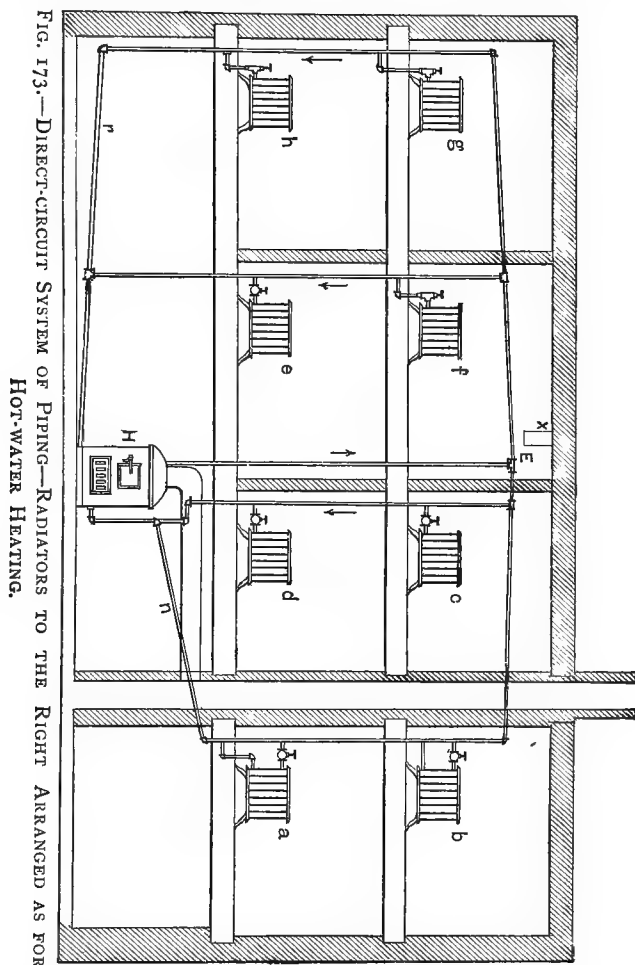 x
E
g
f
c
b
h
e
d
a
r
H
n
FIG. 173.—DIRECT-CIRCUIT SYSTEM OF PIPING—RADIATORS TO THE RIGHT ARRANGED AS FOR
HOT-WATER HEATING.